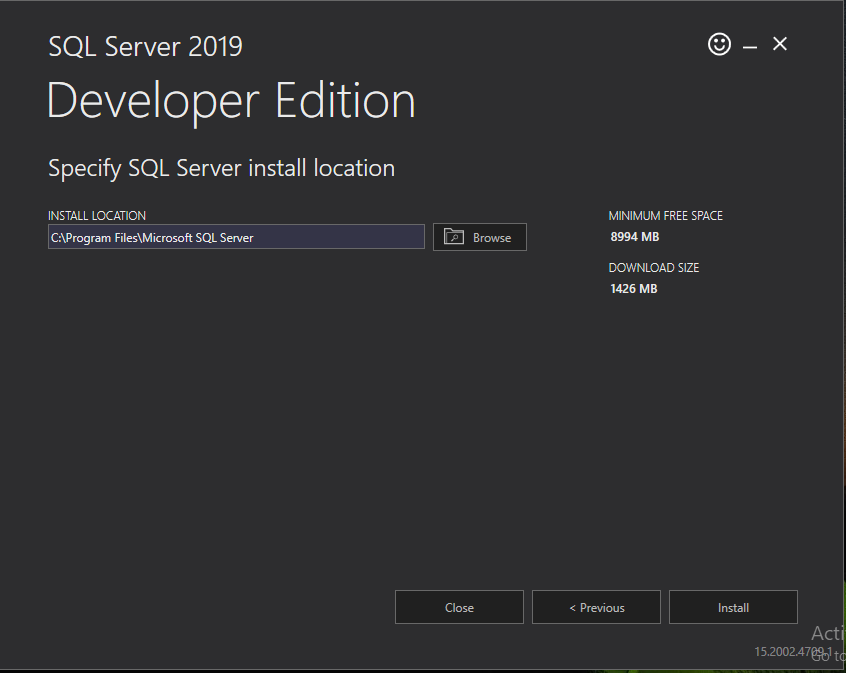 SQL Server 2019
Developer Edition
Specify SQL Server install location
INSTALL LOCATION
C:\Program Files\Microsoft SQL Server
Browse
MINIMUM FREE SPACE
8994 MB
DOWNLOAD SIZE
1426 MB
Close
< Previous
Install
Acti
15.2002.4709.1
Go to